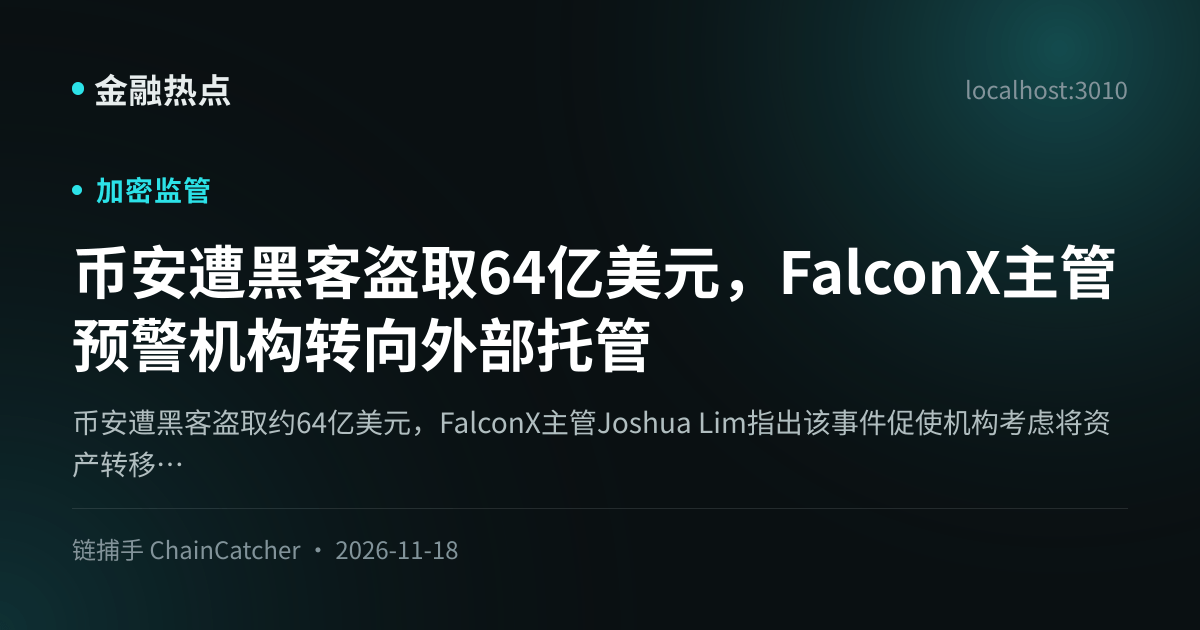 金融热点
localhost:3010
加密监管
币安遭黑客盗取64亿美元，FalconX主管
预警机构转向外部托管
币安遭黑客盗取约64亿美元，FalconX主管Joshua Lim指出该事件促使机构考虑将资
产转移…
链捕手 ChainCatcher · 2026-11-18